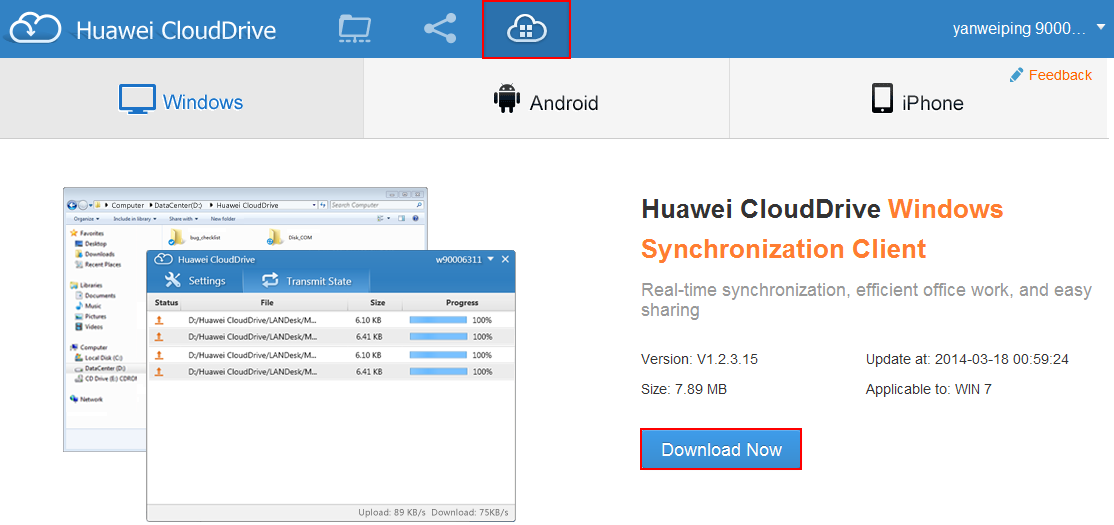 Huawei CloudDrive
yanweiping 9000...
Windows
Android
iPhone
Feedback
Computer DataCenter(D:) Huawei CloudDrive Search Computer
Organize Include in library Share with New folder
Favorites
Desktop
Downloads
Recent Places
Libraries
Documents
Music
Pictures
Videos
Computer
Local Disk (C:)
DataCenter (D:)
CD Drive (E:) CDROM
Network
bug_checklist
Disk_COM
Huawei CloudDrive w90006311
Settings Transmit State
Status File Size Progress
D:/Huawei CloudDrive/LANDesk/M... 6.10 KB 100%
D:/Huawei CloudDrive/LANDesk/M... 6.41 KB 100%
D:/Huawei CloudDrive/LANDesk/M... 6.10 KB 100%
D:/Huawei CloudDrive/LANDesk/M... 6.41 KB 100%
Upload: 89 KB/s Download: 75KB/s
Huawei CloudDrive Windows
Synchronization Client
Real-time synchronization, efficient office work, and easy
sharing
Version: V1.2.3.15 Update at: 2014-03-18 00:59:24
Size: 7.89 MB Applicable to: WIN 7
Download Now